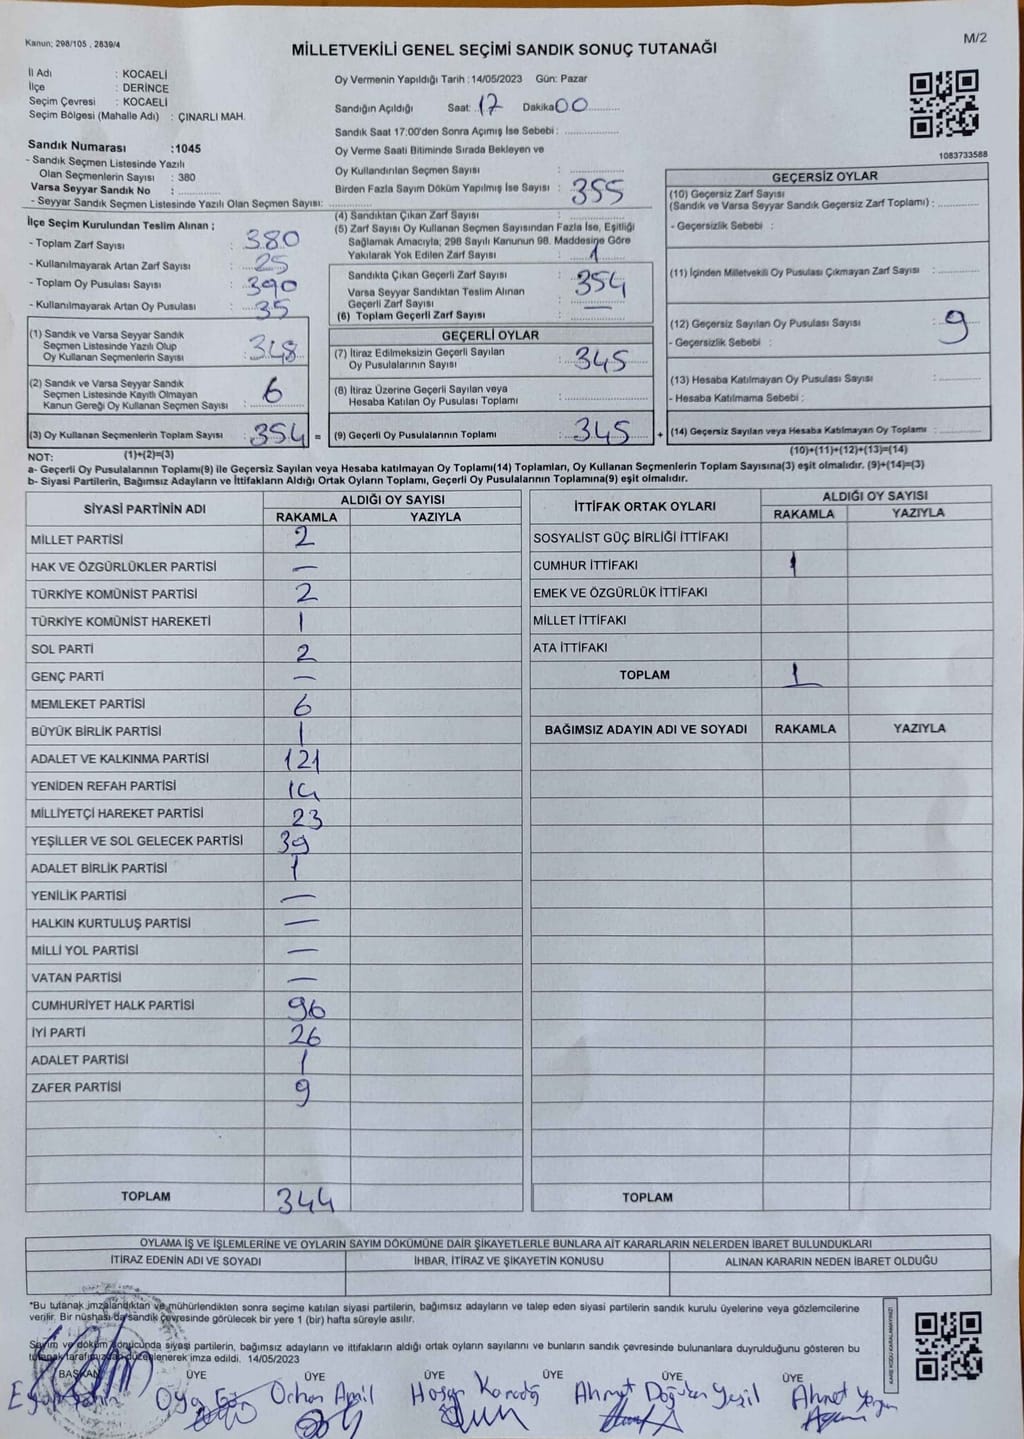 Kanun; 298/105 . 2839/4
M/2
MİLLETVEKİLİ GENEL SEÇİMİ SANDIK SONUÇ TUTANAĞI
İl Adı : KOCAELİ
İlçe : DERİNCE
Seçim Çevresi : KOCAELİ
Seçim Bölgesi (Mahalle Adı) : ÇINARLI MAH.
Sandık Numarası :1045
- Sandık Seçmen Listesinde Yazılı
Olan Seçmenlerin Sayısı : 380
Varsa Seyyar Sandık No : ............
- Seyyar Sandık Seçmen Listesinde Yazılı Olan Seçmen Sayısı: ............
Oy Vermenin Yapıldığı Tarih : 14/05/2023 Gün: Pazar
Sandığın Açıldığı Saat: 17 Dakika 00
Sandık Saat 17:00'den Sonra Açımış İse Sebebi : ............
Oy Verme Saati Bitiminde Sırada Bekleyen ve
Oy Kullandırılan Seçmen Sayısı : ............
Birden Fazla Sayım Döküm Yapılmış İse Sayısı : 355
(4) Sandıktan Çıkan Zarf Sayısı : ............
(5) Zarf Sayısı Oy Kullanan Seçmen Sayısından Fazla İse, Eşitliği
Sağlamak Amacıyla; 298 Sayılı Kanunun 98. Maddesine Göre
Yakılarak Yok Edilen Zarf Sayısı : 1
1083733588
İlçe Seçim Kurulundan Teslim Alınan ;
- Toplam Zarf Sayısı : 380
- Kullanılmayarak Artan Zarf Sayısı : 25
- Toplam Oy Pusulası Sayısı : 390
- Kullanılmayarak Artan Oy Pusulası : 35
(1) Sandık ve Varsa Seyyar Sandık
Seçmen Listesinde Yazılı Olup
Oy Kullanan Seçmenlerin Sayısı : 348
(2) Sandık ve Varsa Seyyar Sandık
Seçmen Listesinde Kayıtlı Olmayan
Kanun Gereği Oy Kullanan Seçmen Sayısı : 6
(3) Oy Kullanan Seçmenlerin Toplam Sayısı : 354 =
Sandıkta Çıkan Geçerli Zarf Sayısı : 354
Varsa Seyyar Sandıktan Teslim Alınan
Geçerli Zarf Sayısı : —
(6) Toplam Geçerli Zarf Sayısı : ............
GEÇERLİ OYLAR
(7) İtiraz Edilmeksizin Geçerli Sayılan
Oy Pusulalarının Sayısı : 345
(8) İtiraz Üzerine Geçerli Sayılan veya
Hesaba Katılan Oy Pusulası Toplamı : ............
(9) Geçerli Oy Pusulalarının Toplamı : 345 +
GEÇERSİZ OYLAR
(10) Geçersiz Zarf Sayısı
(Sandık ve Varsa Seyyar Sandık Geçersiz Zarf Toplamı) : ............
- Geçersizlik Sebebi :
(11) İçinden Milletvekili Oy Pusulası Çıkmayan Zarf Sayısı : ............
(12) Geçersiz Sayılan Oy Pusulası Sayısı : 9
- Geçersizlik Sebebi :
(13) Hesaba Katılmayan Oy Pusulası Sayısı : ............
- Hesaba Katılmama Sebebi :
(14) Geçersiz Sayılan veya Hesaba Katılmayan Oy Toplamı : ............
NOT: (1)+(2)=(3)
(10)+(11)+(12)+(13)=(14)
a- Geçerli Oy Pusulalarının Toplamı(9) ile Geçersiz Sayılan veya Hesaba katılmayan Oy Toplamı(14) Toplamları, Oy Kullanan Seçmenlerin Toplam Sayısına(3) eşit olmalıdır. (9)+(14)=(3)
b- Siyasi Partilerin, Bağımsız Adayların ve İttifakların Aldığı Ortak Oyların Toplamı, Geçerli Oy Pusulalarının Toplamına(9) eşit olmalıdır.
SİYASİ PARTİNİN ADI ALDIĞI OY SAYISI
RAKAMLA YAZIYLA
MİLLET PARTİSİ 2
HAK VE ÖZGÜRLÜKLER PARTİSİ —
TÜRKİYE KOMÜNİST PARTİSİ 2
TÜRKİYE KOMÜNİST HAREKETİ 1
SOL PARTİ 2
GENÇ PARTİ —
MEMLEKET PARTİSİ 6
BÜYÜK BİRLİK PARTİSİ 1
ADALET VE KALKINMA PARTİSİ 121
YENİDEN REFAH PARTİSİ 14
MİLLİYETÇİ HAREKET PARTİSİ 23
YEŞİLLER VE SOL GELECEK PARTİSİ 39
ADALET BİRLİK PARTİSİ 1
YENİLİK PARTİSİ —
HALKIN KURTULUŞ PARTİSİ —
MİLLİ YOL PARTİSİ —
VATAN PARTİSİ —
CUMHURİYET HALK PARTİSİ 96
İYİ PARTİ 26
ADALET PARTİSİ 1
ZAFER PARTİSİ 9
TOPLAM 344
İTTİFAK ORTAK OYLARI ALDIĞI OY SAYISI
RAKAMLA YAZIYLA
SOSYALİST GÜÇ BİRLİĞİ İTTİFAKI
CUMHUR İTTİFAKI 1
EMEK VE ÖZGÜRLÜK İTTİFAKI
MİLLET İTTİFAKI
ATA İTTİFAKI
TOPLAM 1
BAĞIMSIZ ADAYIN ADI VE SOYADI RAKAMLA YAZIYLA
TOPLAM
OYLAMA İŞ VE İŞLEMLERİNE VE OYLARIN SAYIM DÖKÜMÜNE DAİR ŞİKAYETLERLE BUNLARA AİT KARARLARIN NELERDEN İBARET BULUNDUKLARI
İTİRAZ EDENİN ADI VE SOYADI İHBAR, İTİRAZ VE ŞİKAYETİN KONUSU ALINAN KARARIN NEDEN İBARET OLDUĞU
*Bu tutanak imzalandıktan ve mühürlendikten sonra seçime katılan siyasi partilerin, bağımsız adayların ve talep eden siyasi partilerin sandık kurulu üyelerine veya gözlemcilerine
verilir. Bir nüshası da sandık çevresinde görülecek bir yere 1 (bir) hafta süreyle asılır.
Sayım ve döküm sonucunda siyasi partilerin, bağımsız adayların ve ittifakların aldığı ortak oyların sayılarını ve bunların sandık çevresinde bulunanlara duyrulduğunu gösteren bu
tutanak tarafımızdan düzenlenerek imza edildi. 14/05/2023
KARE KODU KARALAMAYINIZ!
BAŞKAN ÜYE ÜYE ÜYE ÜYE ÜYE
Oya Orhan Hasan Karadağ Ahmet Doğukan Yeşil Ahmet